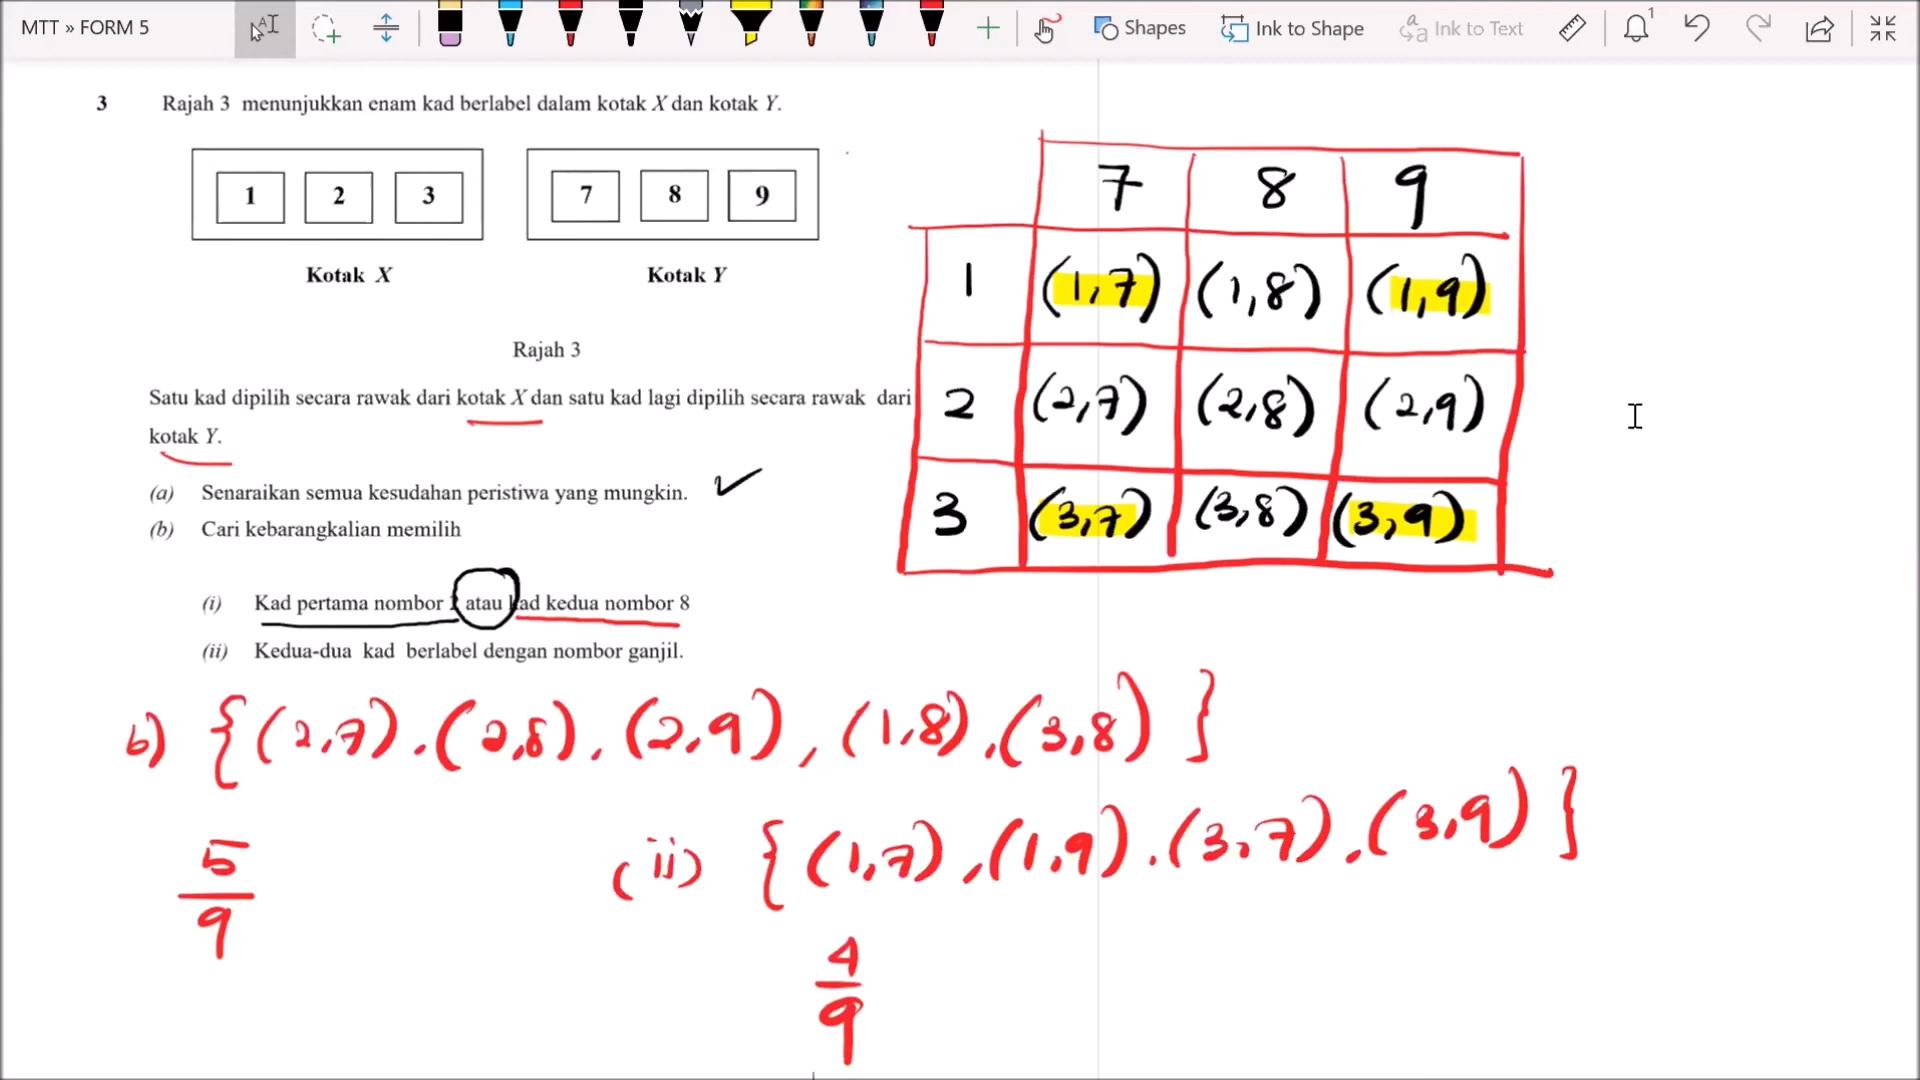 MTT » FORM 5
Shapes
Ink to Shape
Ink to Text
1
3 Rajah 3 menunjukkan enam kad berlabel dalam kotak X dan kotak Y.
1 2 3
7 8 9
Kotak X
Kotak Y
Rajah 3
Satu kad dipilih secara rawak dari kotak X dan satu kad lagi dipilih secara rawak dari
kotak Y.
(a) Senaraikan semua kesudahan peristiwa yang mungkin.
(b) Cari kebarangkalian memilih
(i) Kad pertama nombor 2 atau kad kedua nombor 8
(ii) Kedua-dua kad berlabel dengan nombor ganjil.
7 8 9
1 (1,7) (1,8) (1,9)
2 (2,7) (2,8) (2,9)
3 (3,7) (3,8) (3,9)
b) {(2,7),(2,8),(2,9),(1,8),(3,8)}
5
9
(ii) {(1,7),(1,9),(3,7),(3,9)}
4
9